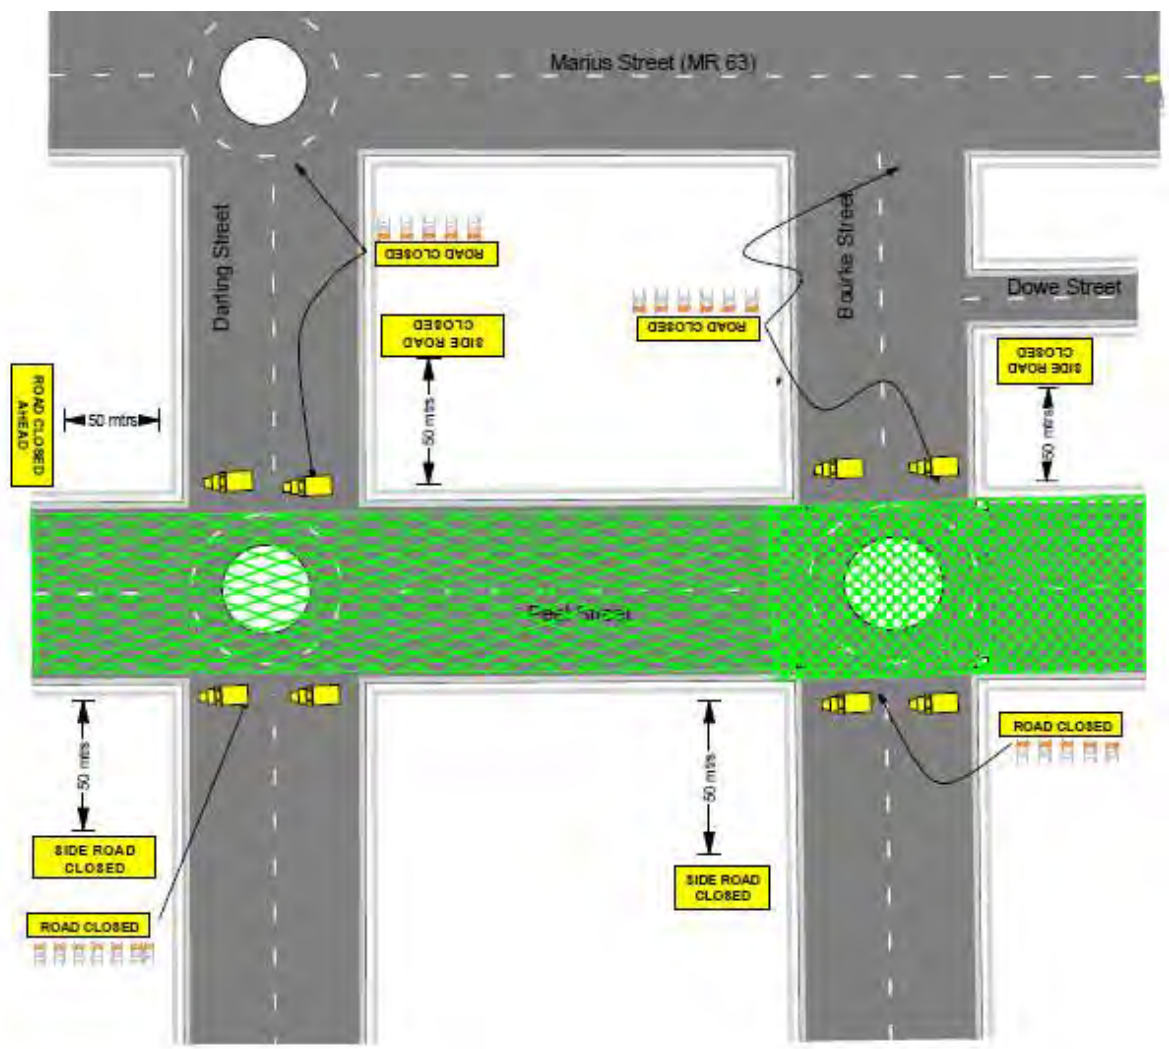 Marius Street (MR 63)
Darling Street
ROAD CLOSED
Bourke Street
Dowe Street
ROAD CLOSED
SIDE ROAD
CLOSED
SIDE ROAD
CLOSED
ROAD CLOSED
AHEAD
50 mtrs
50 mtrs
50 mtrs
Peel Street
50 mtrs
50 mtrs
ROAD CLOSED
SIDE ROAD
CLOSED
SIDE ROAD
CLOSED
ROAD CLOSED